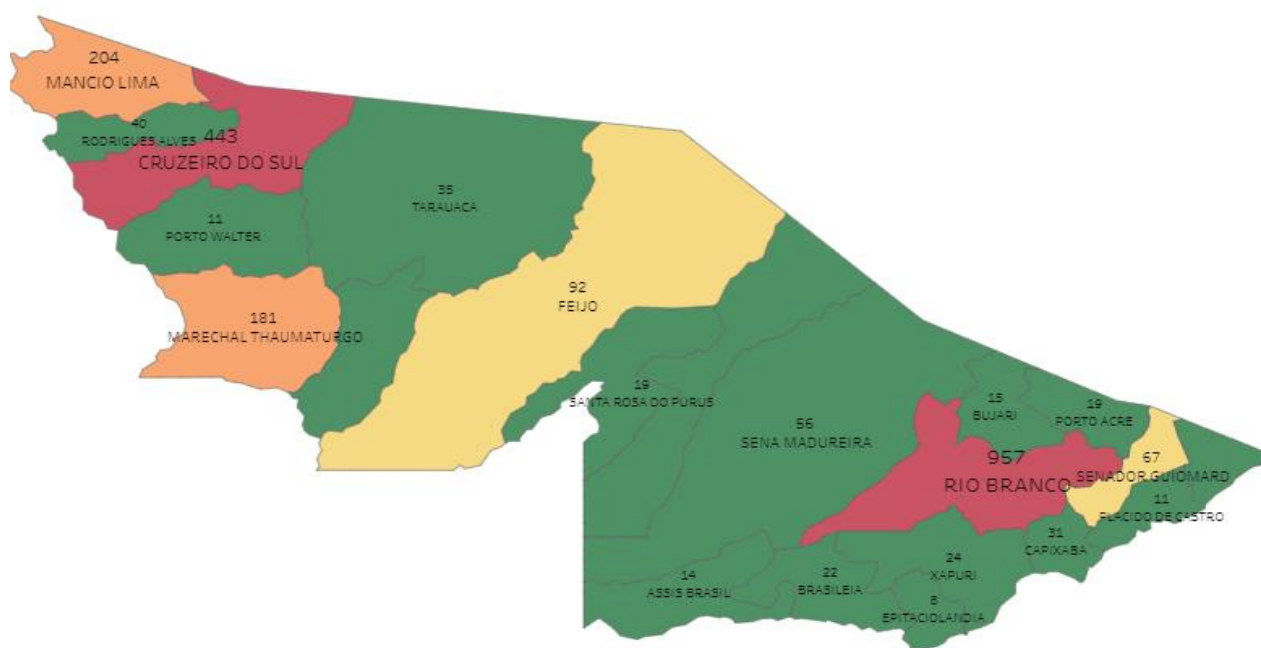 204
MANCIO LIMA
40
RODRIGUES ALVES
443
CRUZEIRO DO SUL
35
TARAUACA
11
PORTO WALTER
92
FEIJO
181
MARECHAL THAUMATURGO
19
SANTA ROSA DO PURUS
56
SENA MADUREIRA
15
BUJARI
19
PORTO ACRE
957
RIO BRANCO
67
SENADOR GUIOMARD
11
PLACIDO DE CASTRO
31
CAPIXABA
24
XAPURI
22
BRASILEIA
14
ASSIS BRASIL
8
EPITACIOLANDIA